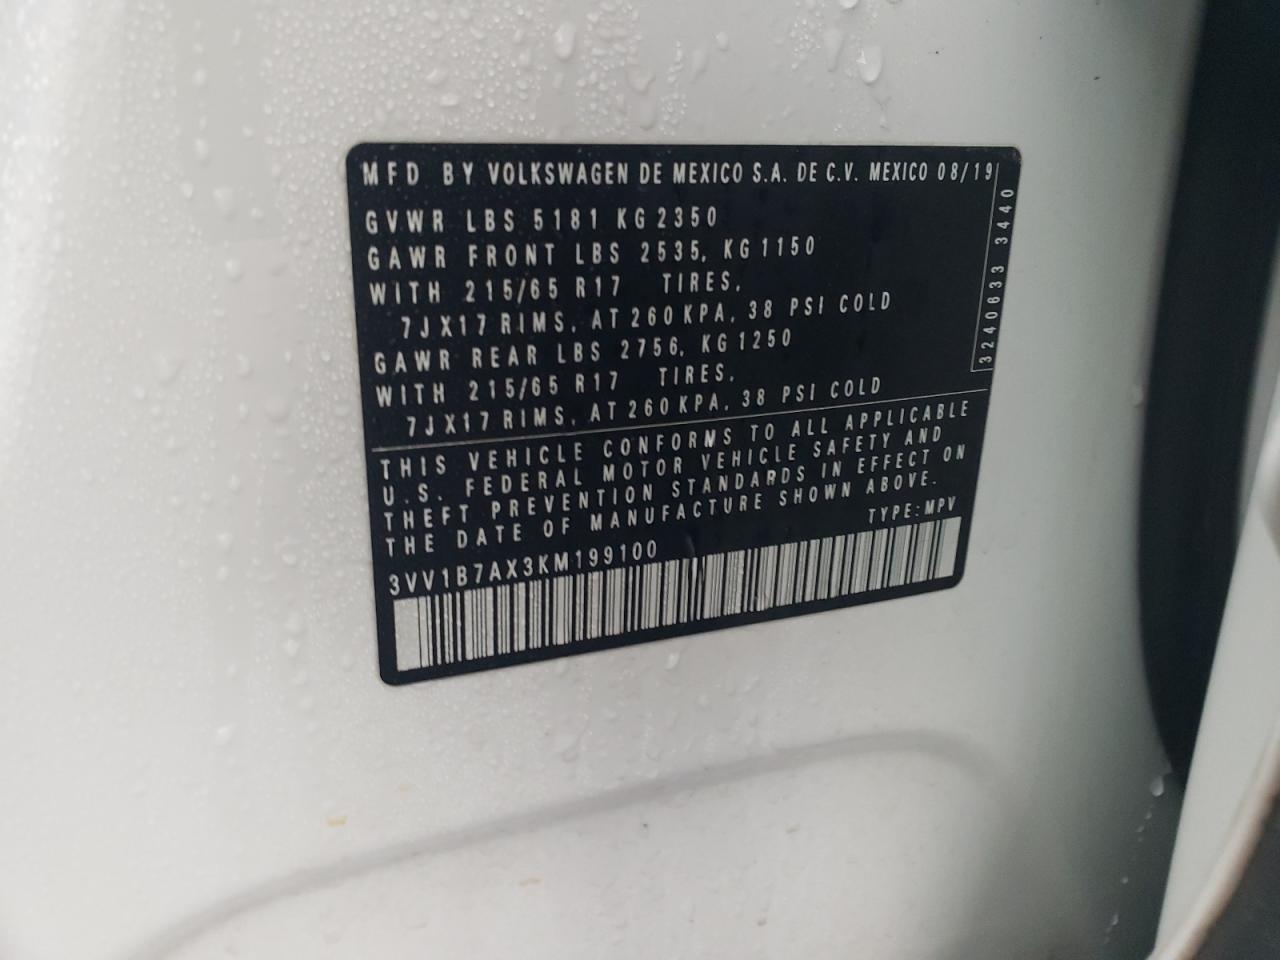 MFD BY VOLKSWAGEN DE MEXICO S.A. DE C.V. MEXICO 08/19
GVWR LBS 5181 KG 2350
GAWR FRONT LBS 2535, KG 1150
WITH 215/65 R17 TIRES,
7JX17 RIMS, AT 260 KPA, 38 PSI COLD
GAWR REAR LBS 2756, KG 1250
WITH 215/65 R17 TIRES,
7JX17 RIMS, AT 260 KPA, 38 PSI COLD
3240633 3440
THIS VEHICLE CONFORMS TO ALL APPLICABLE
U.S. FEDERAL MOTOR VEHICLE SAFETY AND
THEFT PREVENTION STANDARDS IN EFFECT ON
THE DATE OF MANUFACTURE SHOWN ABOVE.
TYPE: MPV
3VV1B7AX3KM199100